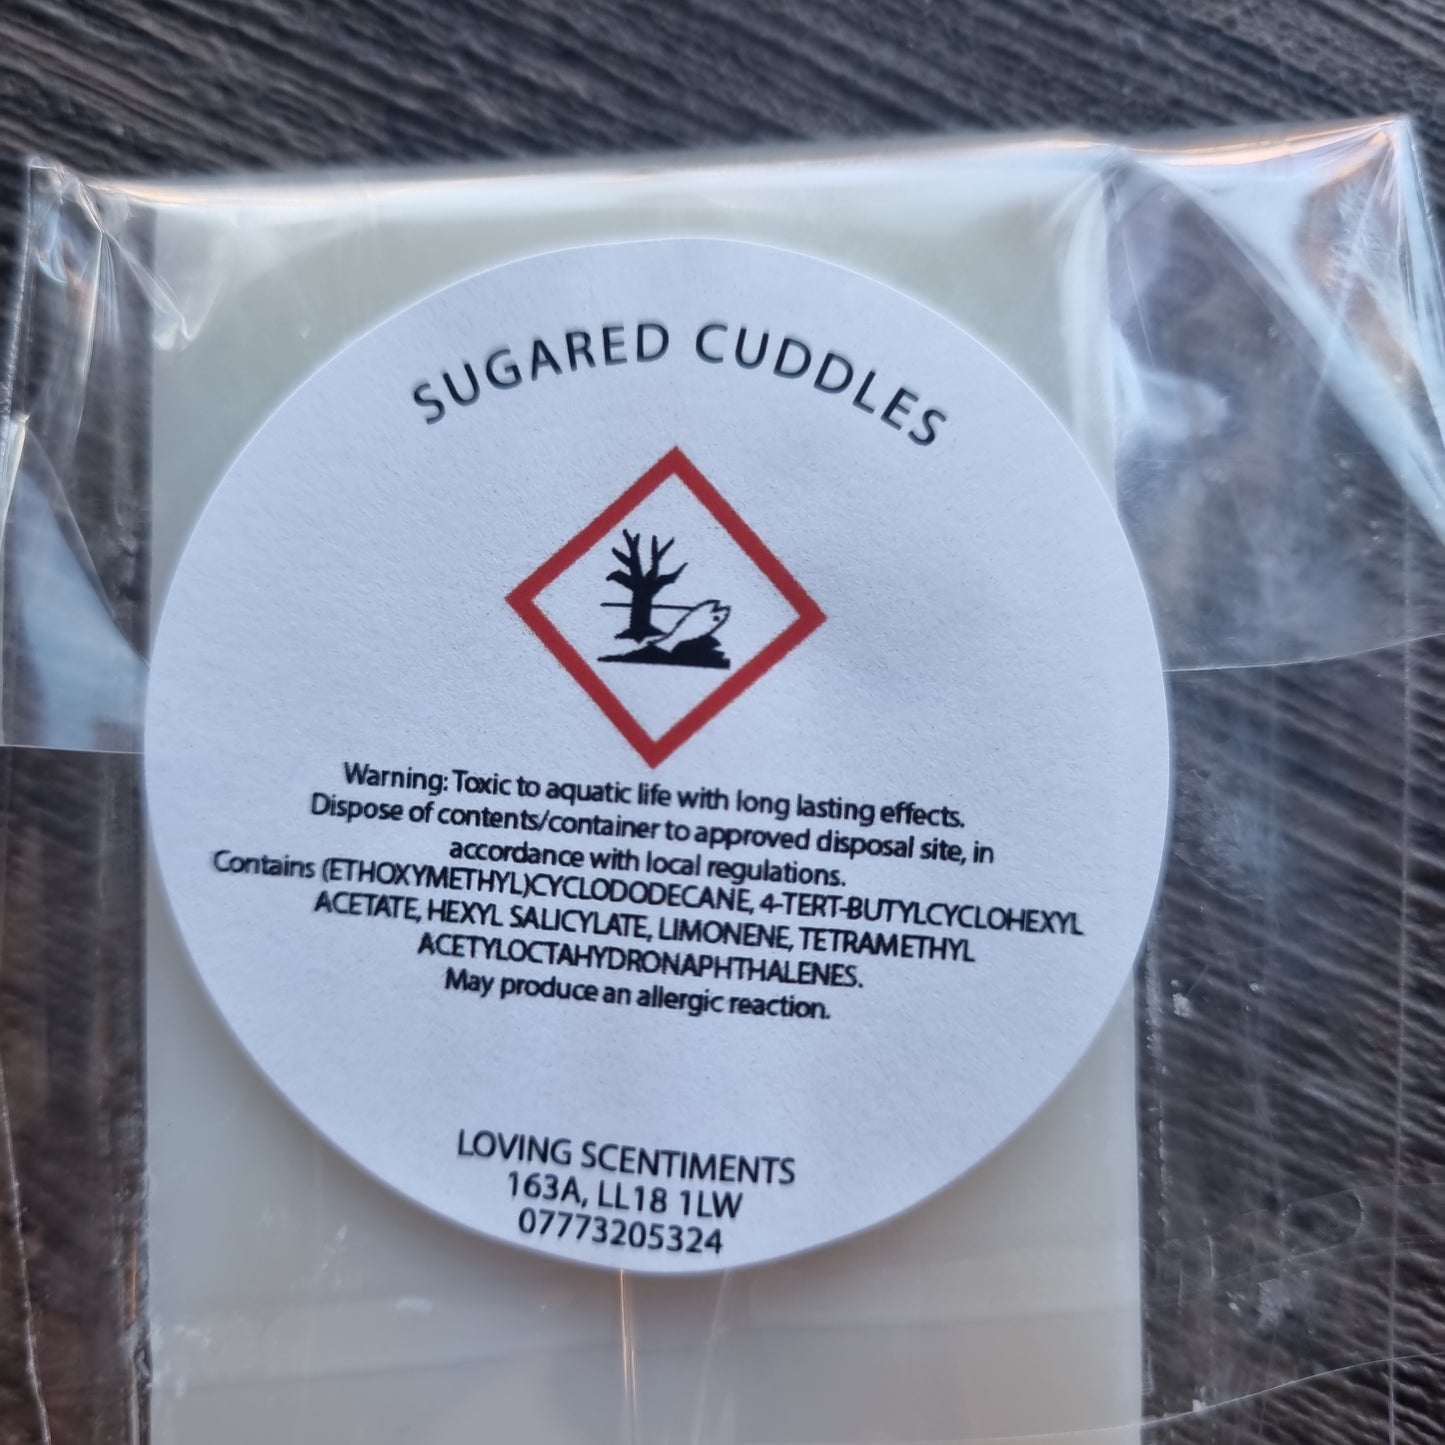 SUGARED CUDDLES
Warning: Toxic to aquatic life with long lasting effects.
Dispose of contents/container to approved disposal site, in
accordance with local regulations.
Contains (ETHOXYMETHYL)CYCLODODECANE, 4-TERT-BUTYLCYCLOHEXYL
ACETATE, HEXYL SALICYLATE, LIMONENE, TETRAMETHYL
ACETYLOCTAHYDRONAPHTHALENES.
May produce an allergic reaction.
LOVING SCENTIMENTS
163A, LL18 1LW
07773205324